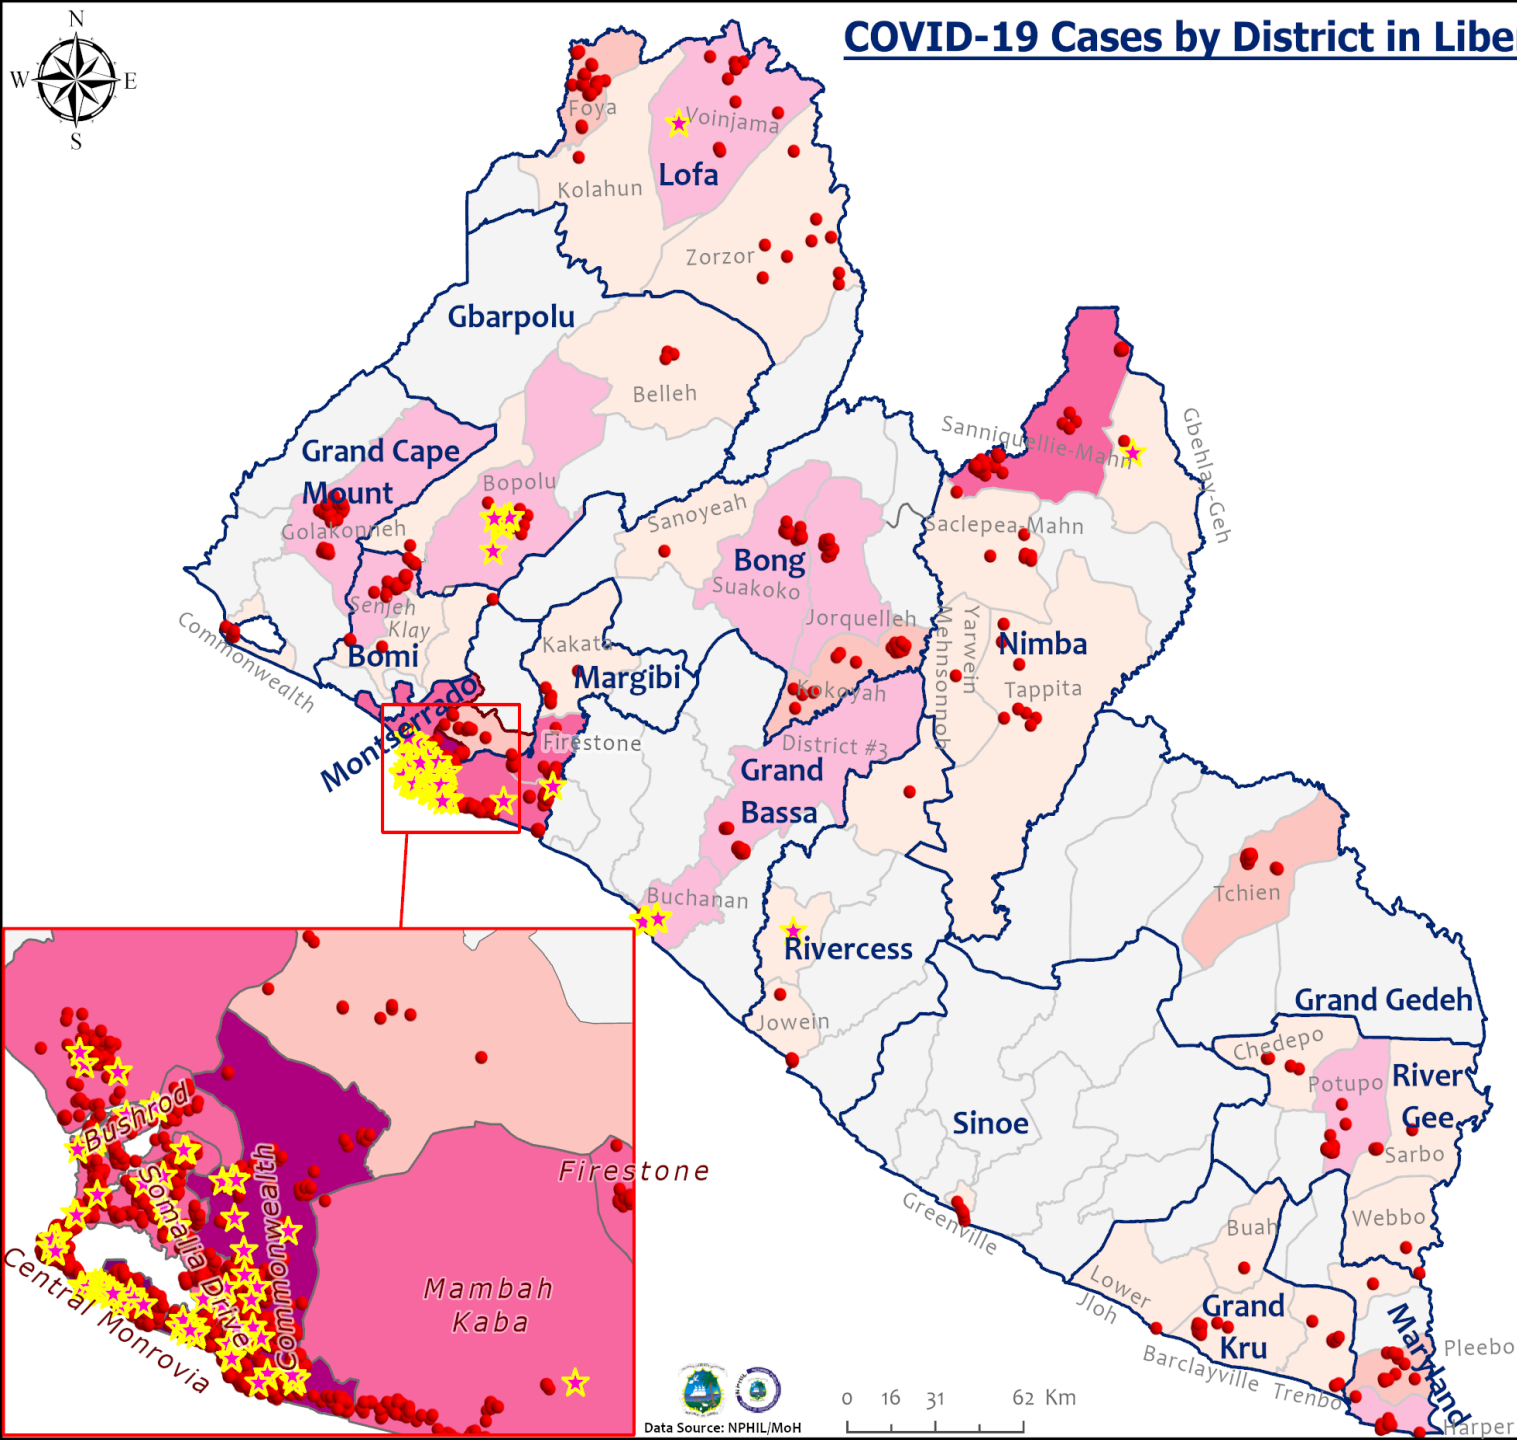 COVID-19 Cases by District in Libe
N
W
E
S
Foya
Voinjama
Lofa
Kolahun
Zorzor
Gbarpolu
Belleh
Grand Cape
Mount
Golakonneh
Bopolu
Sanniquellie-Mahn
Gbehlay-Geh
Sanoyeah
Saclepea-Mahn
Bong
Suakoko
Senjeh
Klay
Commonwealth
Jorquelleh
Bomi
Kakata
Margibi
Mehnsonnoh
Yarwein
Nimba
Kokoyah
Tappita
Montserrado
Firestone
District #3
Grand
Bassa
Buchanan
Tchien
Rivercess
Jowein
Grand Gedeh
Chedepo
Potupo
River
Gee
Sinoe
Sarbo
Greenville
Buah
Webbo
Lower
Jloh
Grand
Kru
Barclayville
Trenbo
Maryland
Pleebo
Harper
Bushrod
Somalia Drive
Commonwealth
Central Monrovia
Firestone
Mambah
Kaba
0 16 31 62 Km
Data Source: NPHIL/MoH